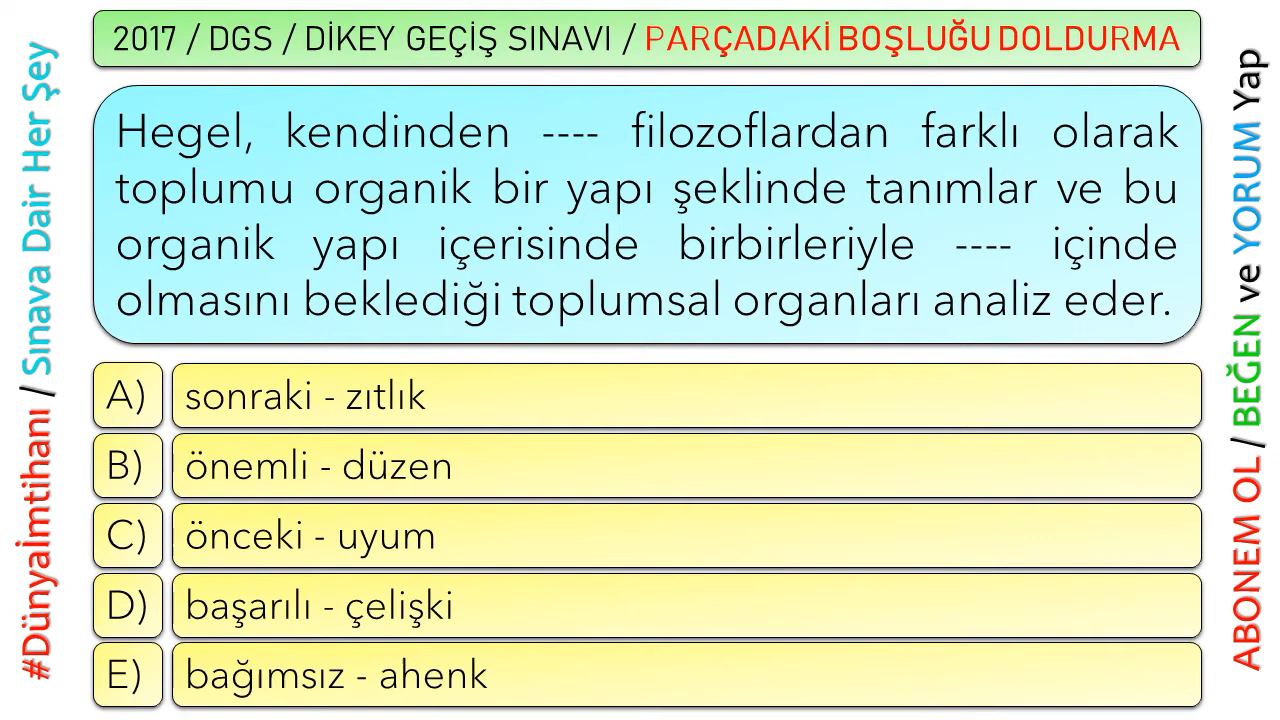 2017 / DGS / DİKEY GEÇİŞ SINAVI / PARÇADAKİ BOŞLUĞU DOLDURMA
Hegel, kendinden ---- filozoflardan farklı olarak
toplumu organik bir yapı şeklinde tanımlar ve bu
organik yapı içerisinde birbirleriyle ---- içinde
olmasını beklediği toplumsal organları analiz eder.
A) sonraki - zıtlık
B) önemli - düzen
C) önceki - uyum
D) başarılı - çelişki
E) bağımsız - ahenk
#Dünyaİmtihanı / Sınava Dair Her Şey
ABONEM OL / BEĞEN ve YORUM Yap